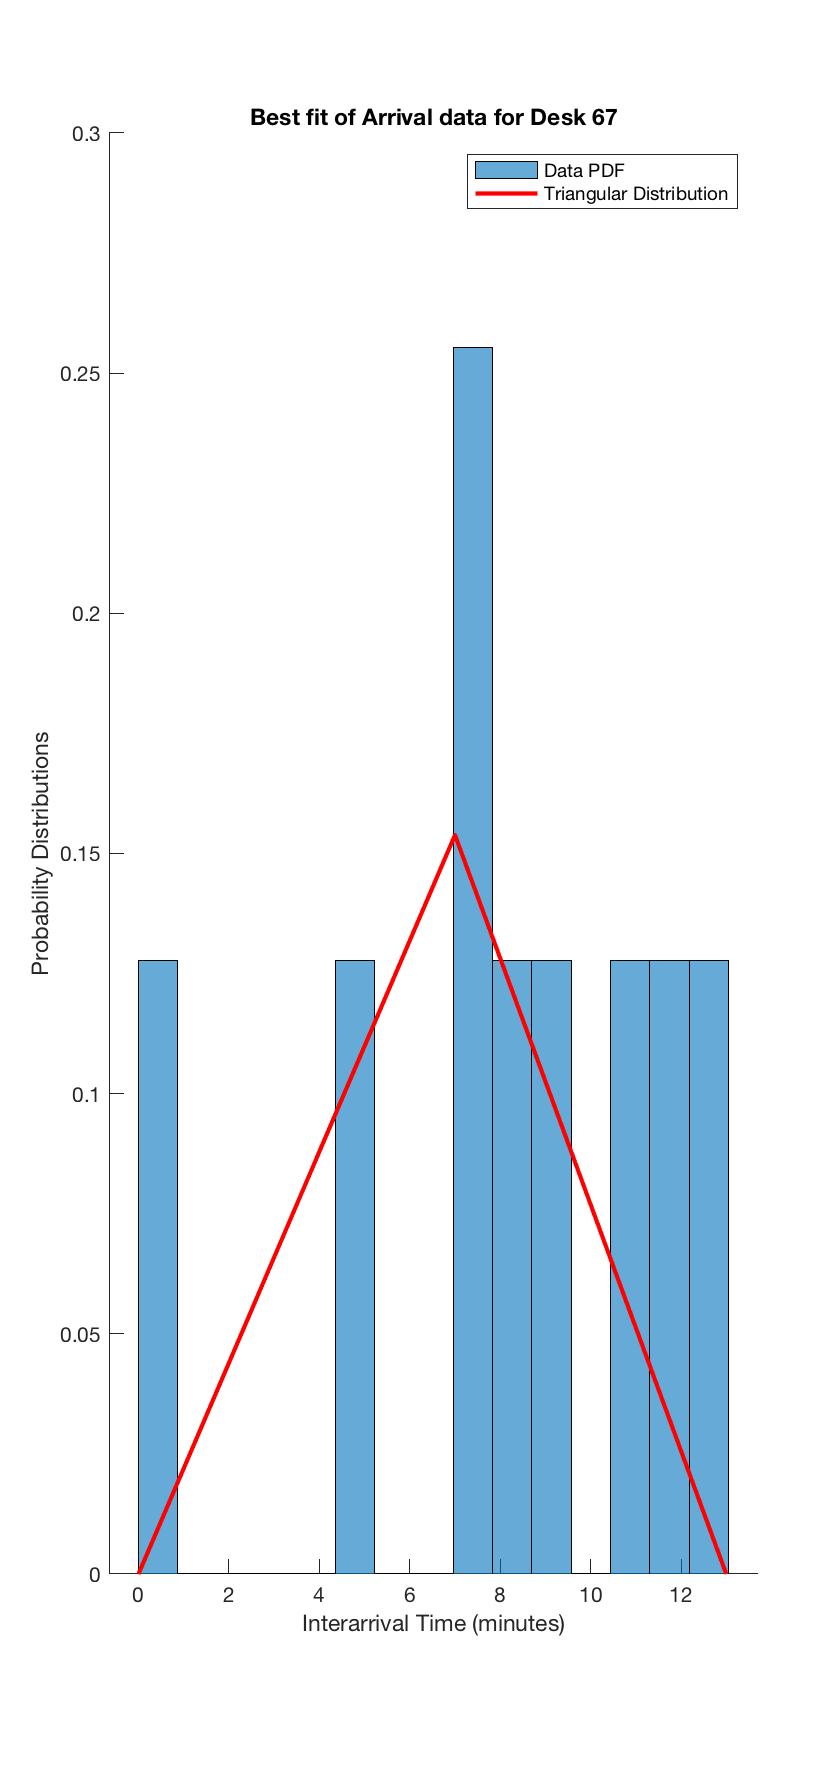 Best fit of Arrival data for Desk 67
0.3
Data PDF
Triangular Distribution
0.25
0.2
Probability Distributions
0.15
0.1
0.05
0
0 2 4 6 8 10 12
Interarrival Time (minutes)